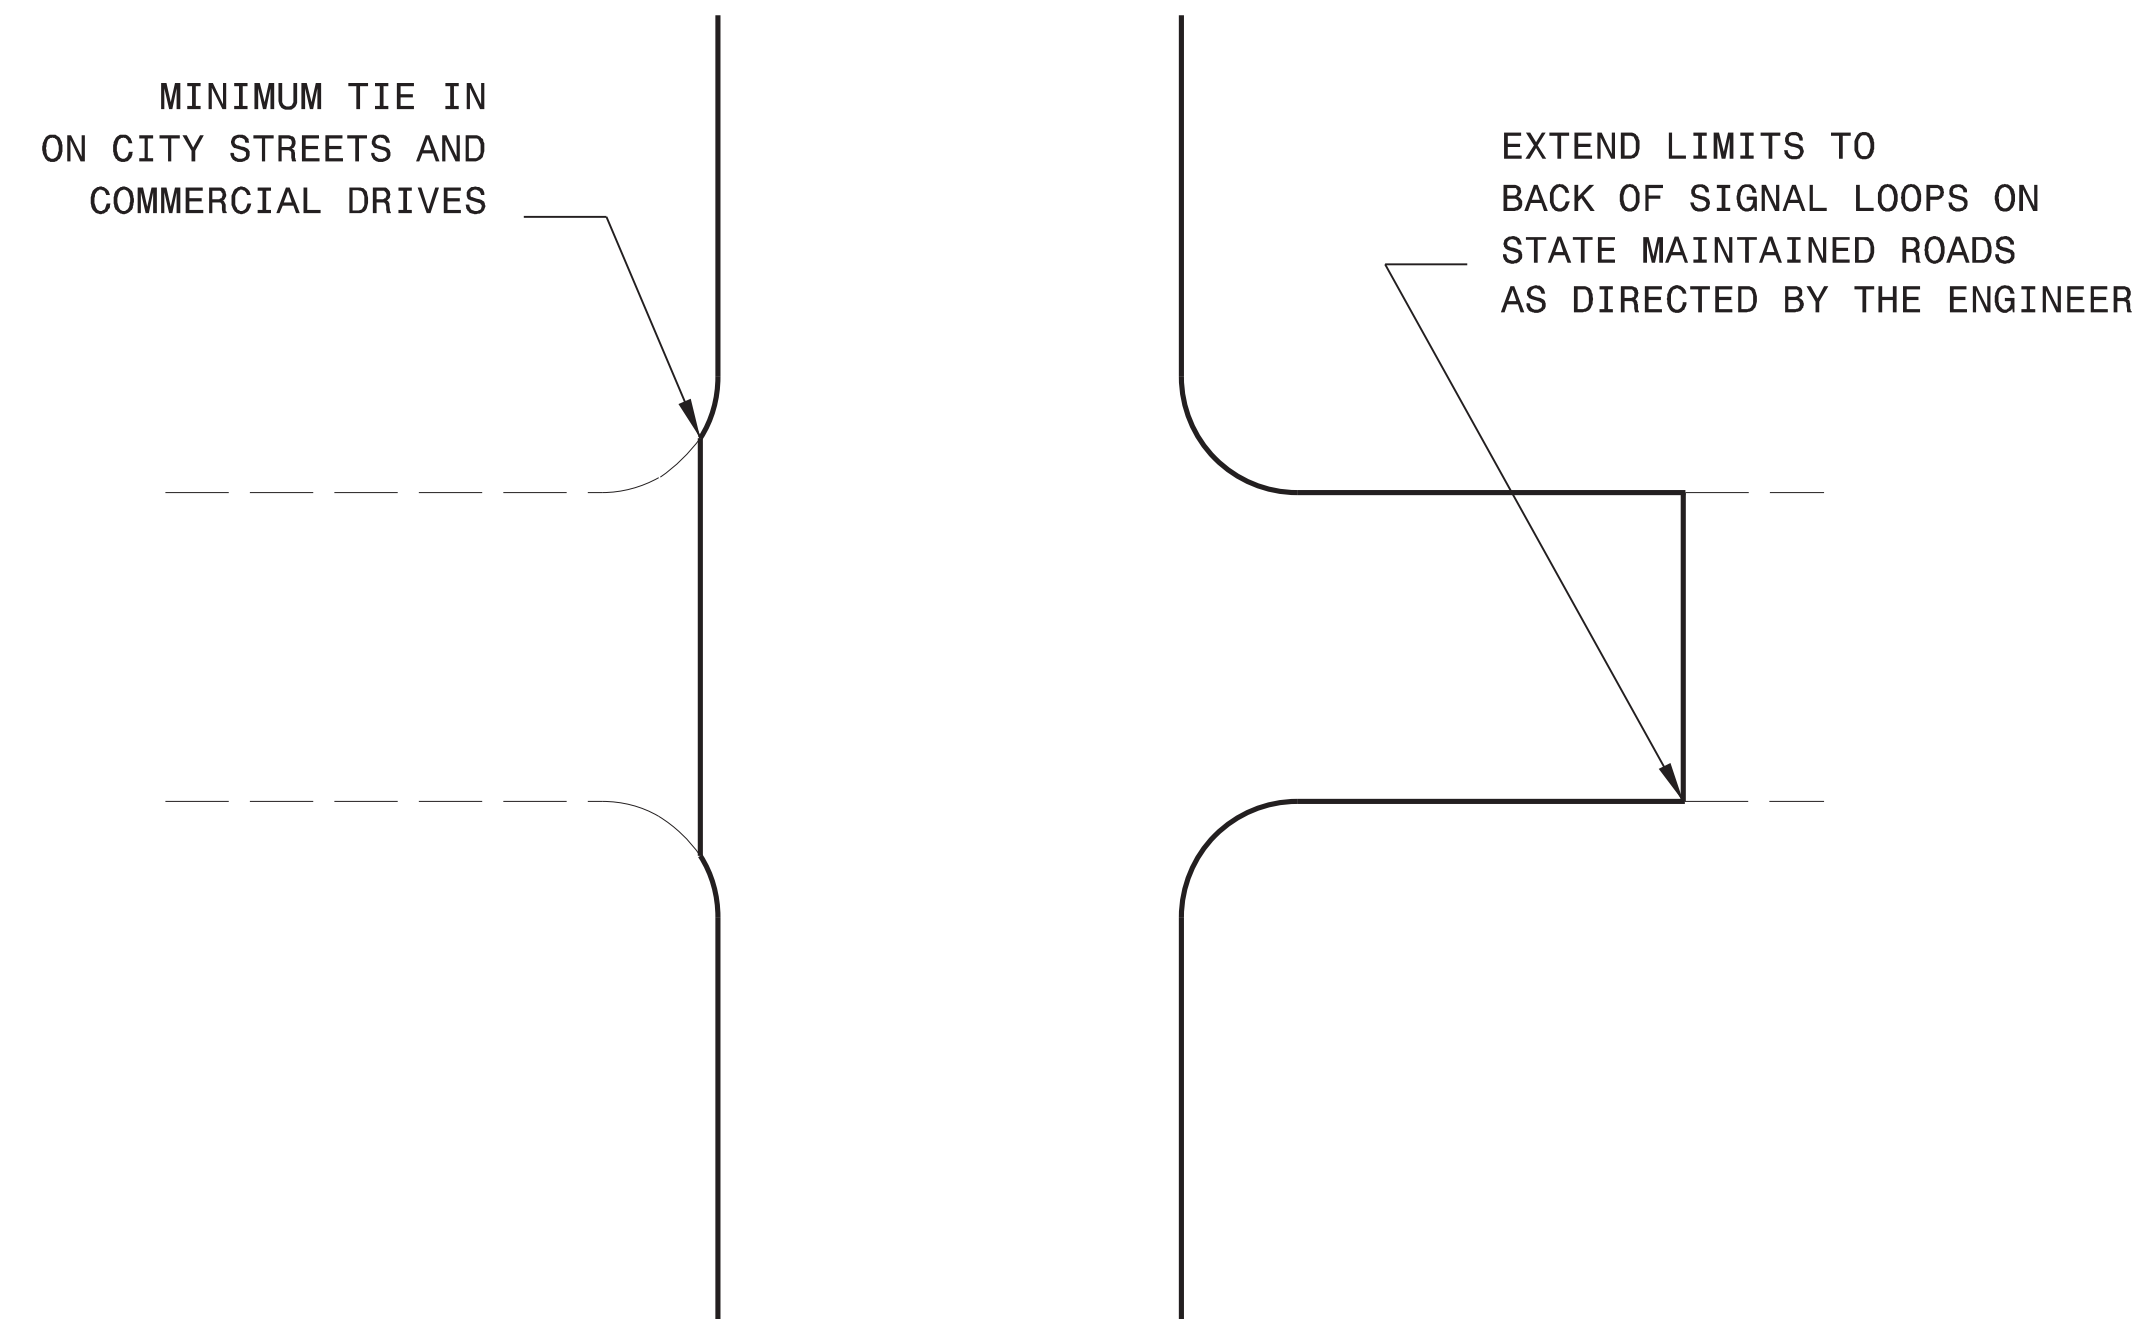 MINIMUM TIE IN
ON CITY STREETS AND
COMMERCIAL DRIVES
EXTEND LIMITS TO
BACK OF SIGNAL LOOPS ON
STATE MAINTAINED ROADS
AS DIRECTED BY THE ENGINEER